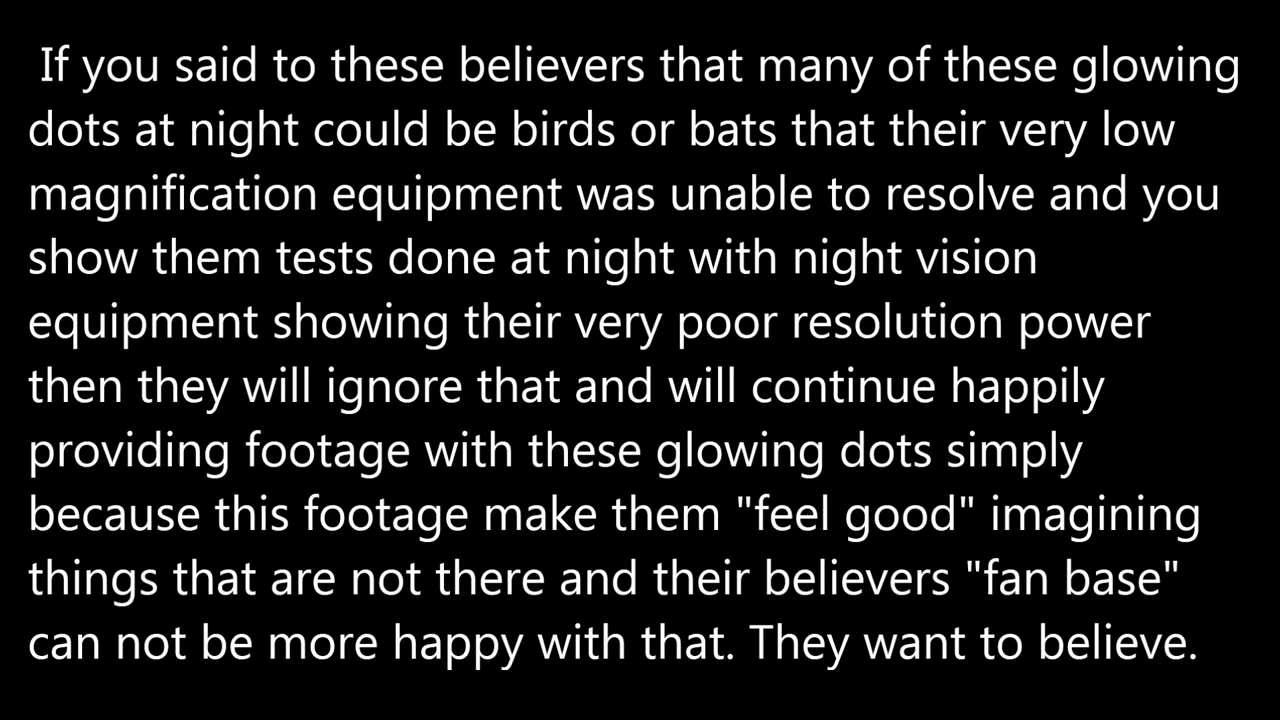 If you said to these believers that many of these glowing
dots at night could be birds or bats that their very low
magnification equipment was unable to resolve and you
show them tests done at night with night vision
equipment showing their very poor resolution power
then they will ignore that and will continue happily
providing footage with these glowing dots simply
because this footage make them "feel good" imagining
things that are not there and their believers "fan base"
can not be more happy with that. They want to believe.